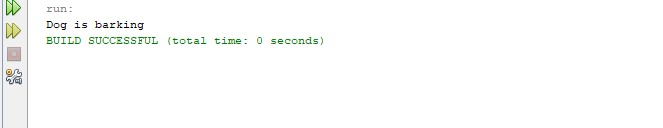 run:
Dog is barking
BUILD SUCCESSFUL (total time: 0 seconds)